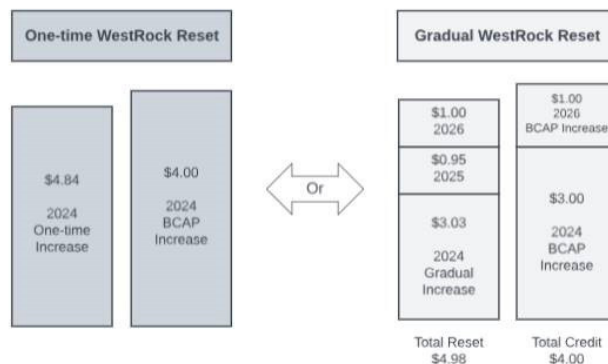 One-time WestRock Reset
Gradual WestRock Reset
$4.84
2024
One-time
Increase
$4.00
2024
BCAP
Increase
Or
$1.00
2026
$0.95
2025
$3.03
2024
Gradual
Increase
$1.00
2026
BCAP Increase
$3.00
2024
BCAP
Increase
Total Reset
$4.98
Total Credit
$4.00